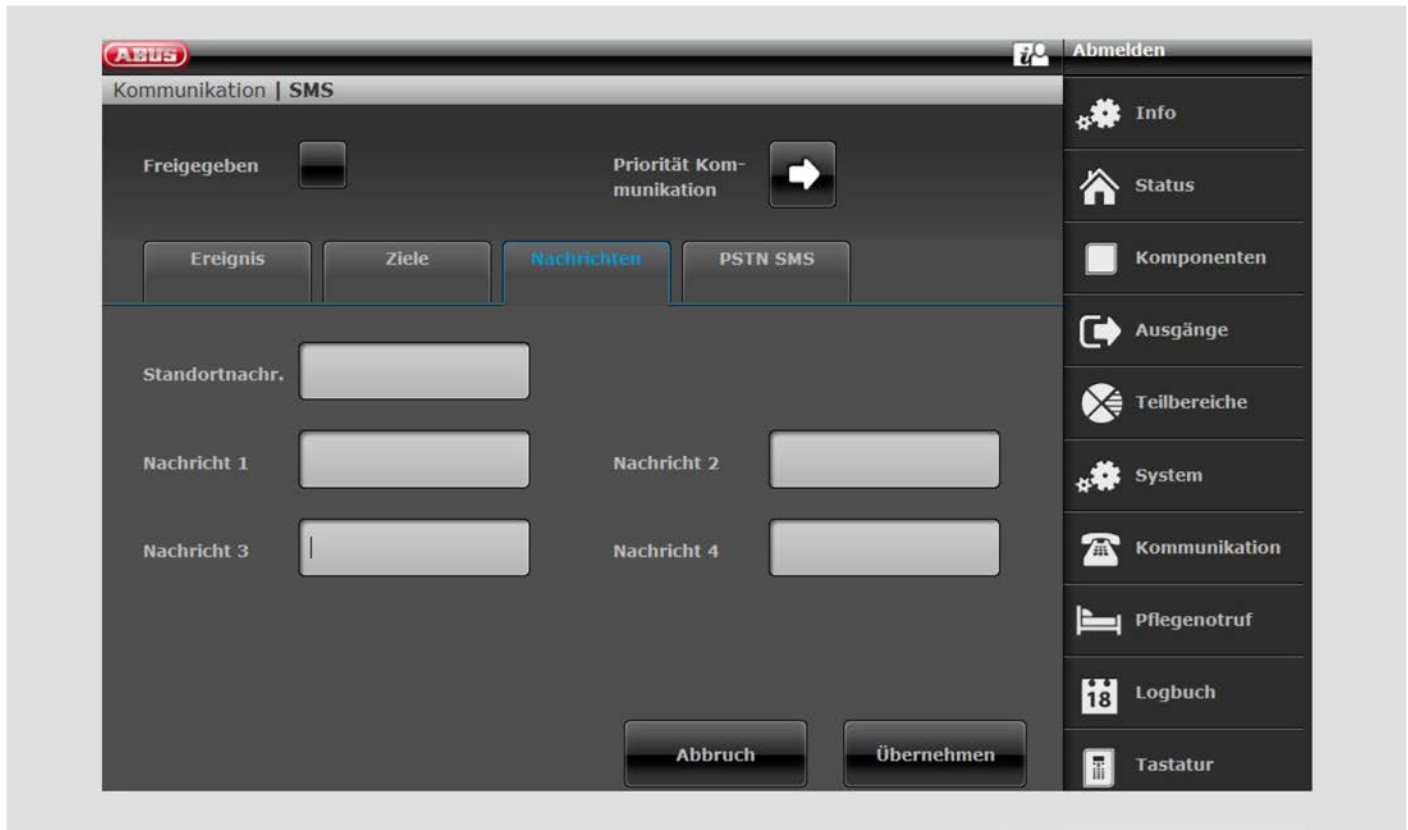 ABUS
Abmelden
Kommunikation | SMS
Info
Freigegeben
Priorität Kom-
munikation
Status
Ereignis
Ziele
Nachrichten
PSTN SMS
Komponenten
Ausgänge
Standortnachr.
Teilbereiche
Nachricht 1
Nachricht 2
System
Nachricht 3
Nachricht 4
Kommunikation
Pflegenotruf
18
Logbuch
Abbruch
Übernehmen
Tastatur